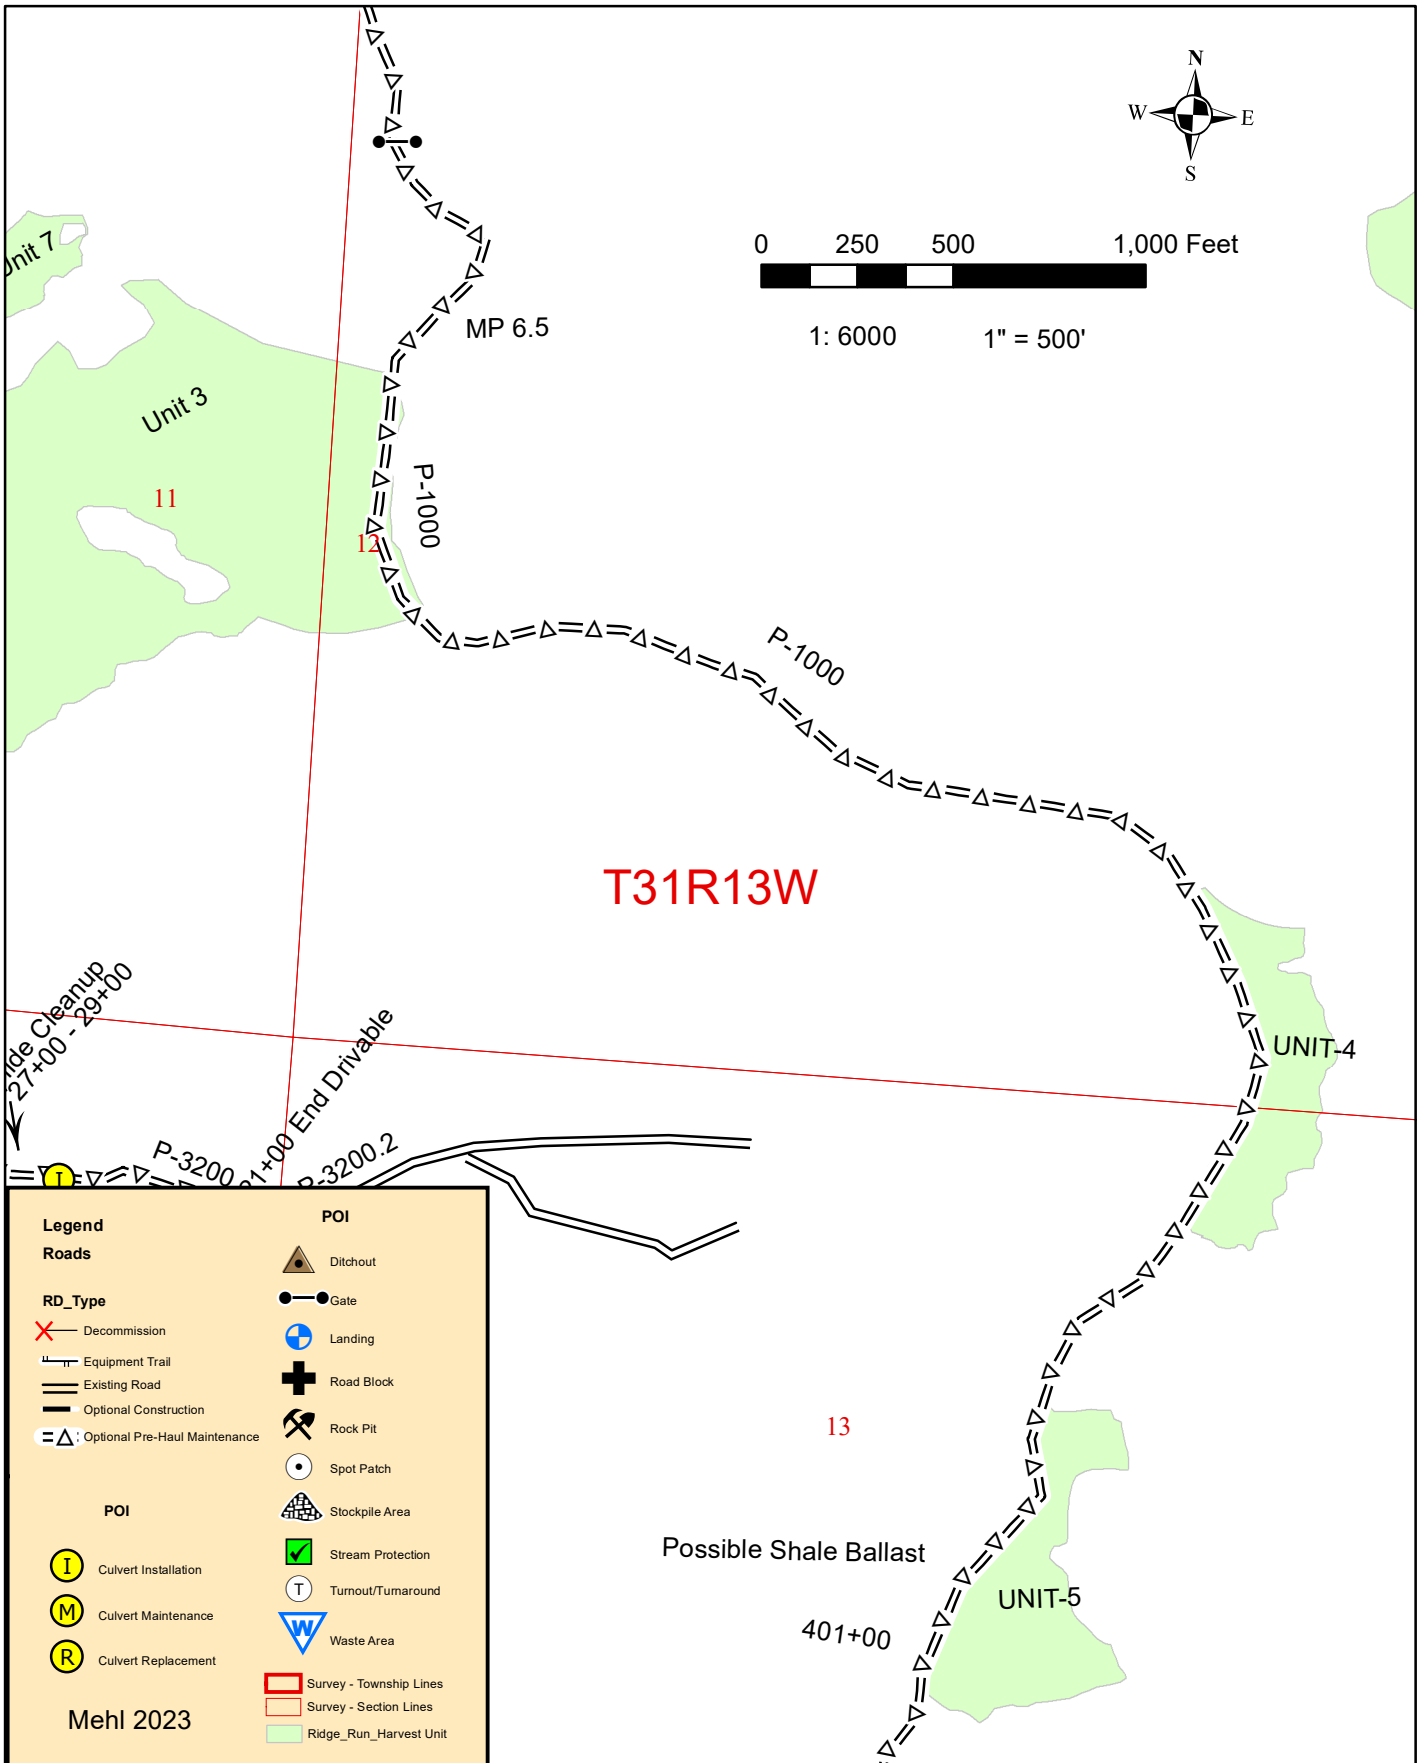 N
W
E
S
0 250 500 1,000 Feet
1: 6000 1" = 500'
Unit 7
MP 6.5
Unit 3
11
P-1000
12
P-1000
T31R13W
Cleanup
27+00 - 29+00
End Drivable
UNIT-4
P-3200
P-3200.2
I
13
Possible Shale Ballast
UNIT-5
401+00
Legend
Roads
RD_Type
Decommission
Equipment Trail
Existing Road
Optional Construction
Optional Pre-Haul Maintenance
POI
I Culvert Installation
M Culvert Maintenance
R Culvert Replacement
Mehl 2023
POI
Ditchout
Gate
Landing
Road Block
Rock Pit
Spot Patch
Stockpile Area
Stream Protection
T Turnout/Turnaround
W Waste Area
Survey - Township Lines
Survey - Section Lines
Ridge_Run_Harvest Unit